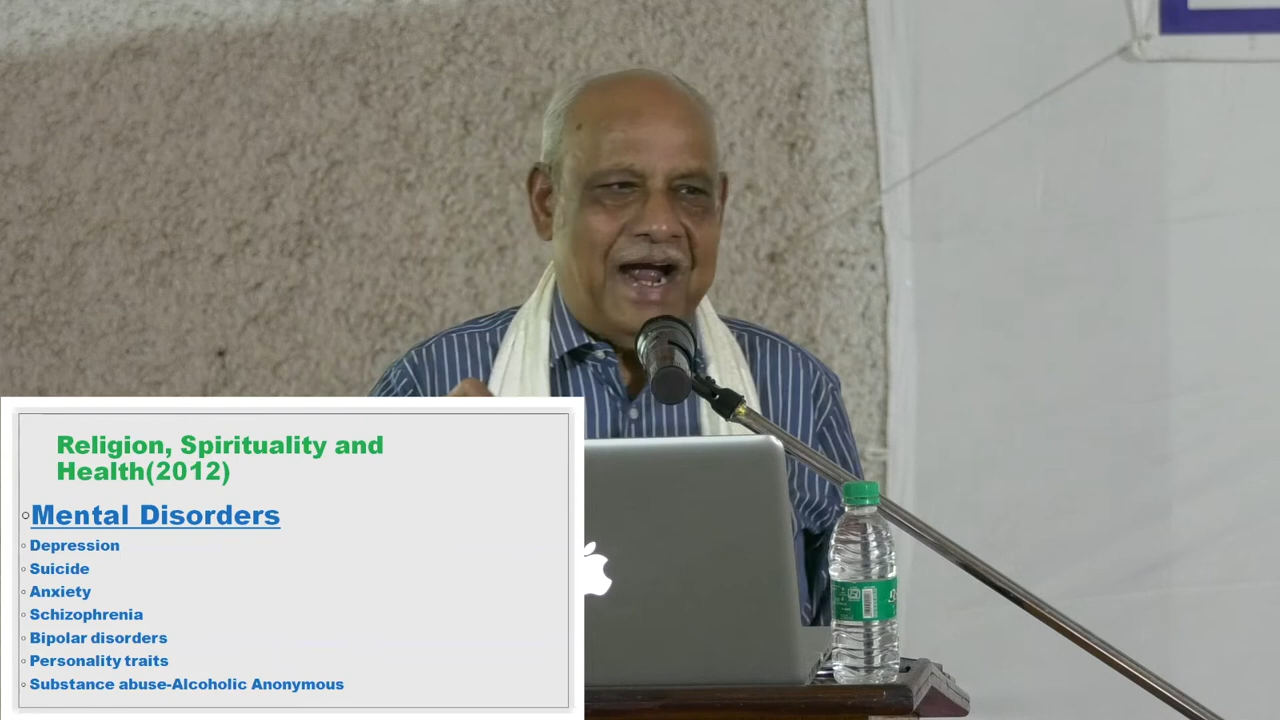 Religion, Spirituality and
Health(2012)
Mental Disorders
Depression
Suicide
Anxiety
Schizophrenia
Bipolar disorders
Personality traits
Substance abuse-Alcoholic Anonymous